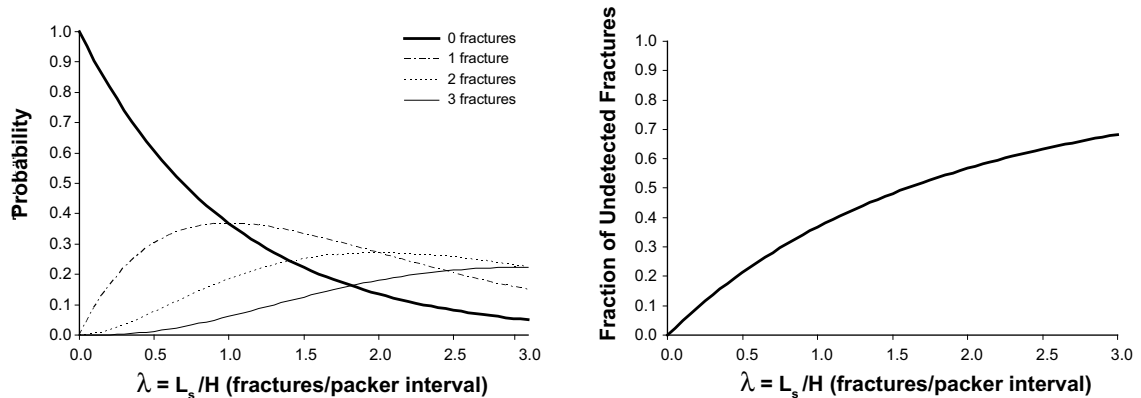 Probability
1.0
0.9
0.8
0.7
0.6
0.5
0.4
0.3
0.2
0.1
0.0
0 fractures
1 fracture
2 fractures
3 fractures
0.0 0.5 1.0 1.5 2.0 2.5 3.0
λ = Ls/H (fractures/packer interval)
Fraction of Undetected Fractures
1.0
0.9
0.8
0.7
0.6
0.5
0.4
0.3
0.2
0.1
0.0
0.0 0.5 1.0 1.5 2.0 2.5 3.0
λ = Ls/H (fractures/packer interval)